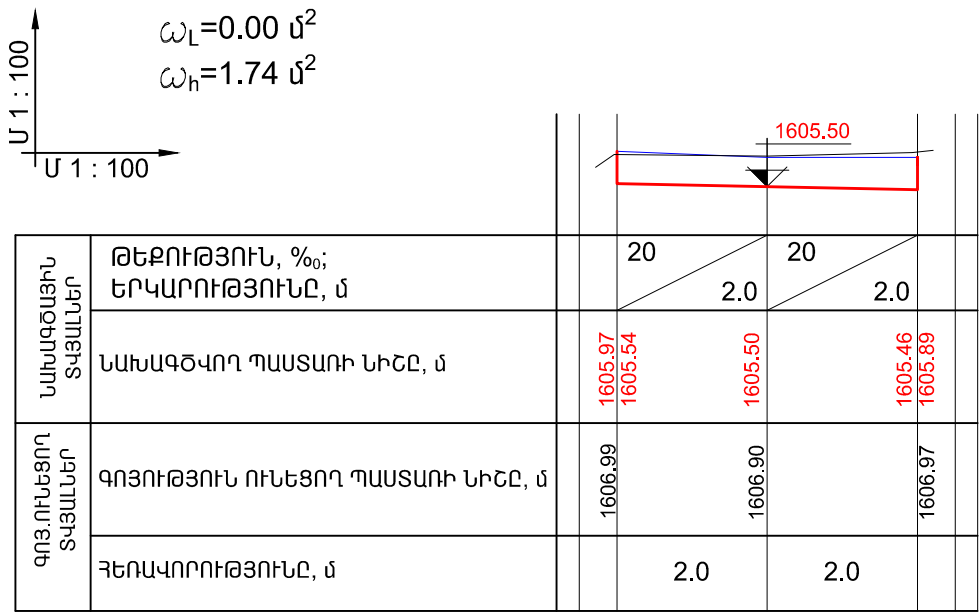 Մ 1 : 100
ωL=0.00 մ²
ωh=1.74 մ²
Մ 1 : 100
1605.50
ՆԱԽԱԳԾԱՅԻՆ
ՏՎՅԱԼՆԵՐ
ԹԵՔՈՒԹՅՈՒՆ, %₀;
ԵՐԿԱՐՈՒԹՅՈՒՆԸ, մ
20
2.0
20
2.0
ՆԱԽԱԳԾՎՈՂ ՊԱՍՏԱՌԻ ՆԻՇԸ, մ
1605.97
1605.54
1605.50
1605.46
1605.89
ԳՈՅ.ՈՒՆԵՑՈՂ
ՏՎՅԱԼՆԵՐ
ԳՈՅՈՒԹՅՈՒՆ ՈՒՆԵՑՈՂ ՊԱՍՏԱՌԻ ՆԻՇԸ, մ
1606.99
1606.90
1606.97
ՀԵՌԱՎՈՐՈՒԹՅՈՒՆԸ, մ
2.0
2.0